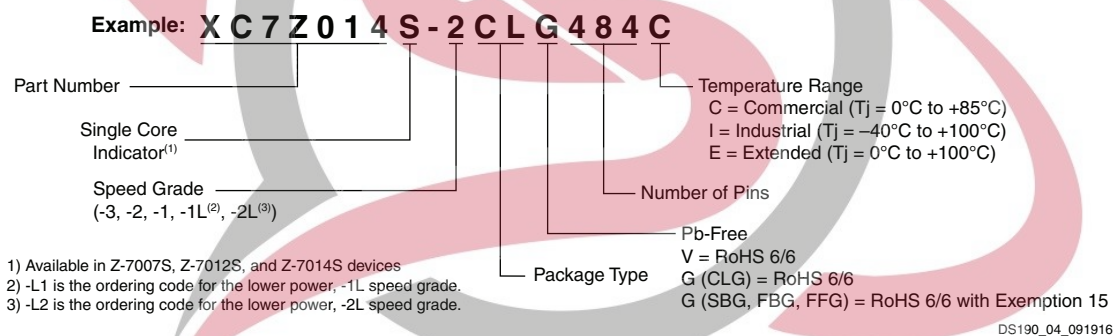 Example: XC7Z014S-2CLG484C
Part Number
Single Core
Indicator(1)
Speed Grade
(-3, -2, -1, -1L(2), -2L(3))
Temperature Range
C = Commercial (Tj = 0°C to +85°C)
I = Industrial (Tj = –40°C to +100°C)
E = Extended (Tj = 0°C to +100°C)
Number of Pins
Pb-Free
V = RoHS 6/6
G (CLG) = RoHS 6/6
G (SBG, FBG, FFG) = RoHS 6/6 with Exemption 15
Package Type
1) Available in Z-7007S, Z-7012S, and Z-7014S devices
2) -L1 is the ordering code for the lower power, -1L speed grade.
3) -L2 is the ordering code for the lower power, -2L speed grade.
DS190_04_091916